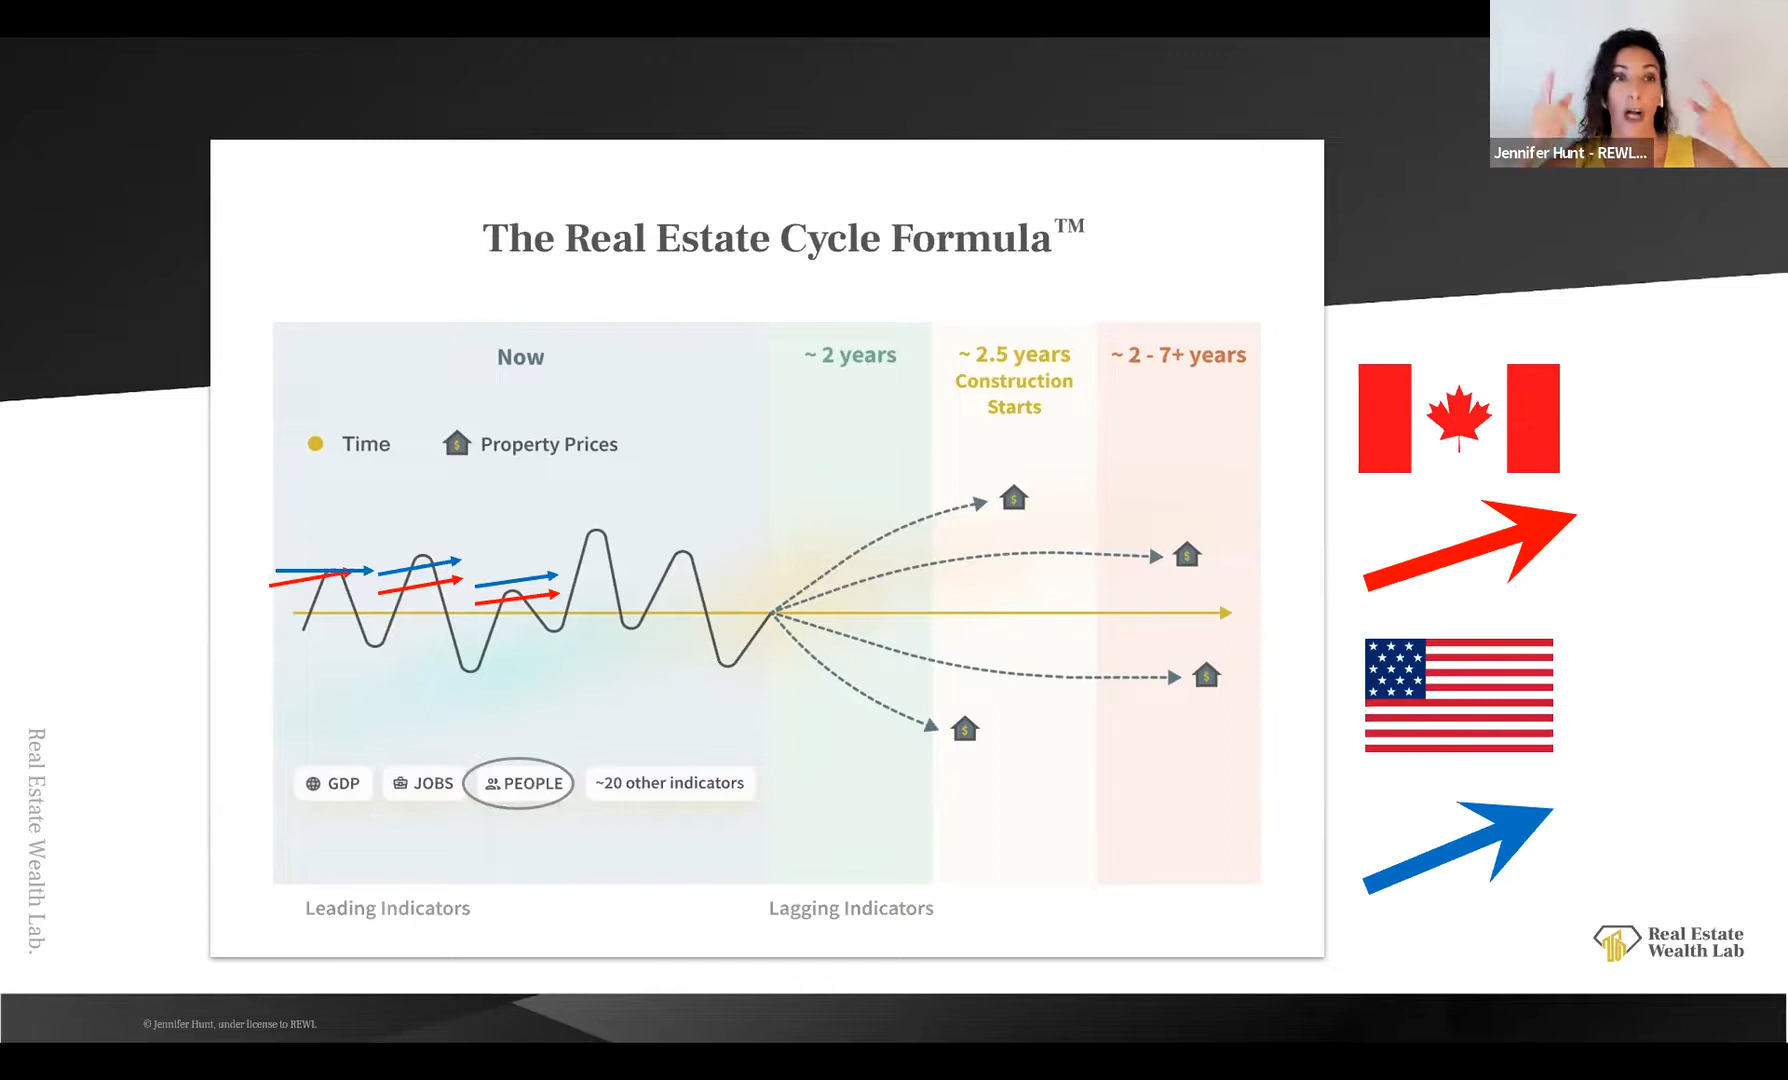 Jennifer Hunt - REWL...
The Real Estate Cycle Formula™
Now
~ 2 years
~ 2.5 years
Construction
Starts
~ 2 - 7+ years
Time
Property Prices
GDP
JOBS
PEOPLE
~20 other indicators
Leading Indicators
Lagging Indicators
Real Estate Wealth Lab.
Real Estate
Wealth Lab
© Jennifer Hunt, under license to REWL